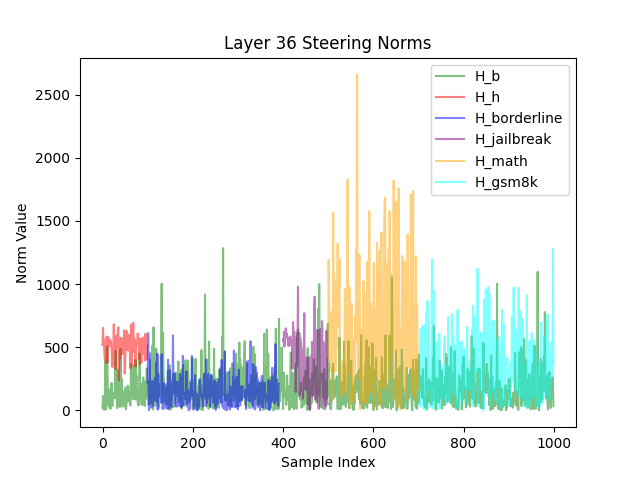 Layer 36 Steering Norms
H_b
H_h
H_borderline
H_jailbreak
H_math
H_gsm8k
Norm Value
2500
2000
1500
1000
500
0
0 200 400 600 800 1000
Sample Index